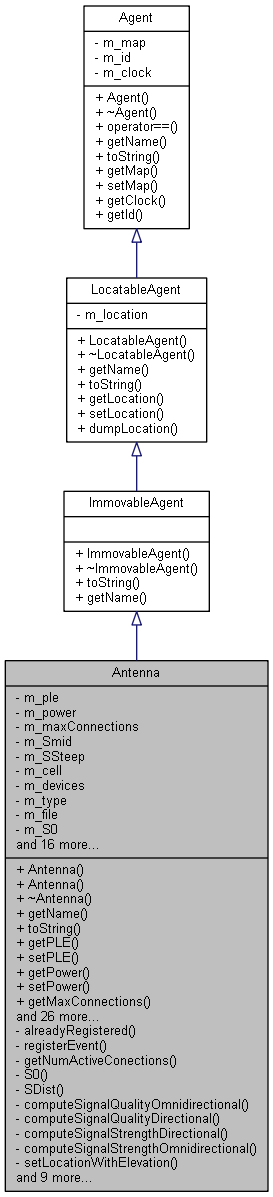 Agent
- m_map
- m_id
- m_clock
+ Agent()
+ ~Agent()
+ operator==()
+ getName()
+ toString()
+ getMap()
+ setMap()
+ getClock()
+ getId()
LocatableAgent
- m_location
+ LocatableAgent()
+ ~LocatableAgent()
+ getName()
+ toString()
+ getLocation()
+ setLocation()
+ dumpLocation()
ImmovableAgent
+ ImmovableAgent()
+ ~ImmovableAgent()
+ toString()
+ getName()
Antenna
- m_ple
- m_power
- m_maxConnections
- m_Smid
- m_SSteep
- m_cell
- m_devices
- m_type
- m_file
- m_S0
and 16 more...
+ Antenna()
+ Antenna()
+ ~Antenna()
+ getName()
+ toString()
+ getPLE()
+ setPLE()
+ getPower()
+ setPower()
+ getMaxConnections()
and 26 more...
- alreadyRegistered()
- registerEvent()
- getNumActiveConections()
- S0()
- SDist()
- computeSignalQualityOmnidirectional()
- computeSignalQualityDirectional()
- computeSignalStrengthDirectional()
- computeSignalStrengthOmnidirectional()
- setLocationWithElevation()
and 9 more...